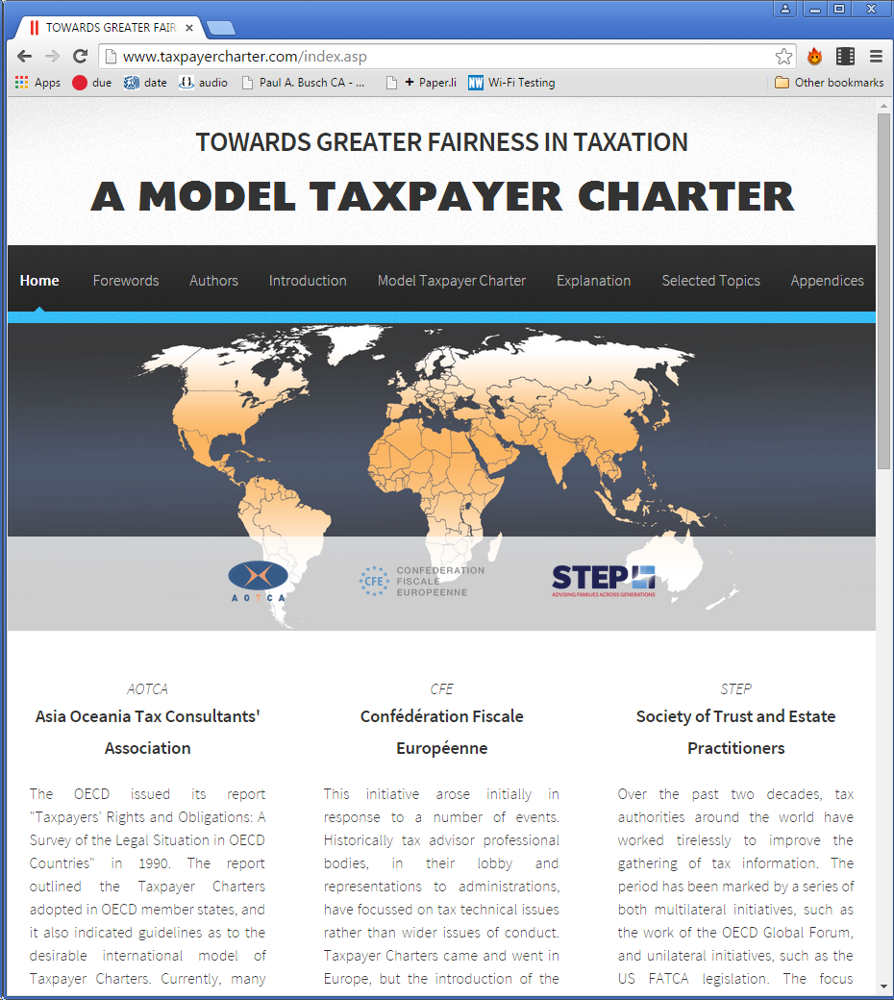 TOWARDS GREATER FAIR
www.taxpayercharter.com/index.asp
Apps due date audio Paul A. Busch CA - ... + Paper.li NW Wi-Fi Testing Other bookmarks
TOWARDS GREATER FAIRNESS IN TAXATION
A MODEL TAXPAYER CHARTER
Home Forewords Authors Introduction Model Taxpayer Charter Explanation Selected Topics Appendices
AOTCA
CFE
CONFEDERATION
FISCALE
EUROPEENNE
STEP
ADVISING FAMILIES ACROSS GENERATIONS
AOTCA
Asia Oceania Tax Consultants'
Association
The OECD issued its report
"Taxpayers' Rights and Obligations: A
Survey of the Legal Situation in OECD
Countries" in 1990. The report
outlined the Taxpayer Charters
adopted in OECD member states, and
it also indicated guidelines as to the
desirable international model of
Taxpayer Charters. Currently, many
CFE
Confédération Fiscale
Européenne
This initiative arose initially in
response to a number of events.
Historically tax advisor professional
bodies, in their lobby and
representations to administrations,
have focussed on tax technical issues
rather than wider issues of conduct.
Taxpayer Charters came and went in
Europe, but the introduction of the
STEP
Society of Trust and Estate
Practitioners
Over the past two decades, tax
authorities around the world have
worked tirelessly to improve the
gathering of tax information. The
period has been marked by a series of
both multilateral initiatives, such as
the work of the OECD Global Forum,
and unilateral initiatives, such as the
US FATCA legislation. The focus